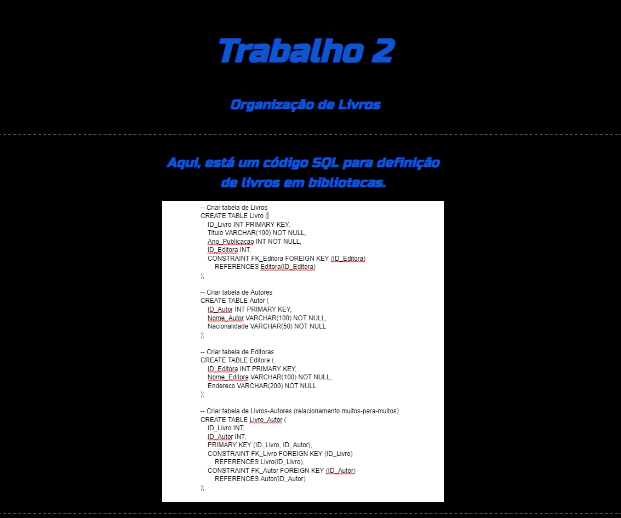 Trabalho 2
Organização de Livros
Aqui, está um código SQL para definição
de livros em bibliotecas.
-- Criar tabela de Livros
CREATE TABLE Livro (
ID_Livro INT PRIMARY KEY,
Titulo VARCHAR(100) NOT NULL,
Ano_Publicacao INT NOT NULL,
ID_Editora INT,
CONSTRAINT FK_Editora FOREIGN KEY (ID_Editora)
REFERENCES Editora(ID_Editora)
);
-- Criar tabela de Autores
CREATE TABLE Autor (
ID_Autor INT PRIMARY KEY,
Nome_Autor VARCHAR(100) NOT NULL,
Nacionalidade VARCHAR(50) NOT NULL
);
-- Criar tabela de Editoras
CREATE TABLE Editora (
ID_Editora INT PRIMARY KEY,
Nome_Editora VARCHAR(100) NOT NULL,
Endereco VARCHAR(200) NOT NULL
);
-- Criar tabela de Livros-Autores (relacionamento muitos-para-muitos)
CREATE TABLE Livro_Autor (
ID_Livro INT,
ID_Autor INT,
PRIMARY KEY (ID_Livro, ID_Autor),
CONSTRAINT FK_Livro FOREIGN KEY (ID_Livro)
REFERENCES Livro(ID_Livro),
CONSTRAINT FK_Autor FOREIGN KEY (ID_Autor)
REFERENCES Autor(ID_Autor)
);